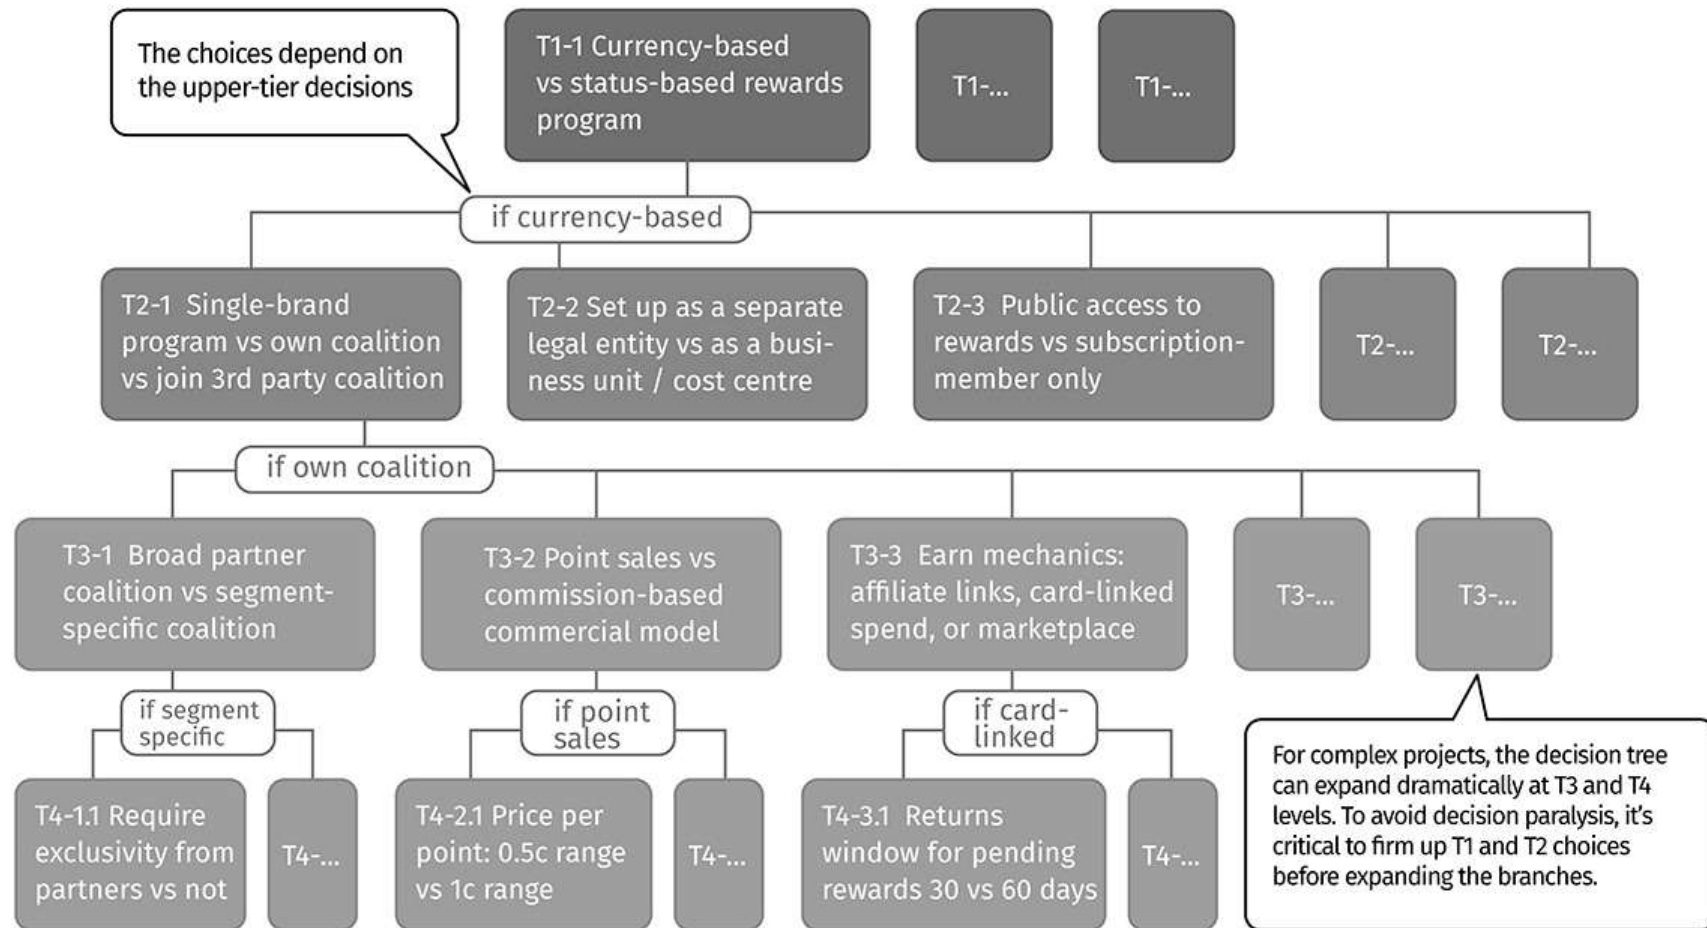 The choices depend on
the upper-tier decisions
T1-1 Currency-based
vs status-based rewards
program
T1-...
T1-...
if currency-based
T2-1 Single-brand
program vs own coalition
vs join 3rd party coalition
T2-2 Set up as a separate
legal entity vs as a busi-
ness unit / cost centre
T2-3 Public access to
rewards vs subscription-
member only
T2-...
T2-...
if own coalition
T3-1 Broad partner
coalition vs segment-
specific coalition
T3-2 Point sales vs
commission-based
commercial model
T3-3 Earn mechanics:
affiliate links, card-linked
spend, or marketplace
T3-...
T3-...
if segment
specific
if point
sales
if card-
linked
T4-1.1 Require
exclusivity from
partners vs not
T4-...
T4-2.1 Price per
point: 0.5c range
vs 1c range
T4-...
T4-3.1 Returns
window for pending
rewards 30 vs 60 days
T4-...
For complex projects, the decision tree
can expand dramatically at T3 and T4
levels. To avoid decision paralysis, it's
critical to firm up T1 and T2 choices
before expanding the branches.